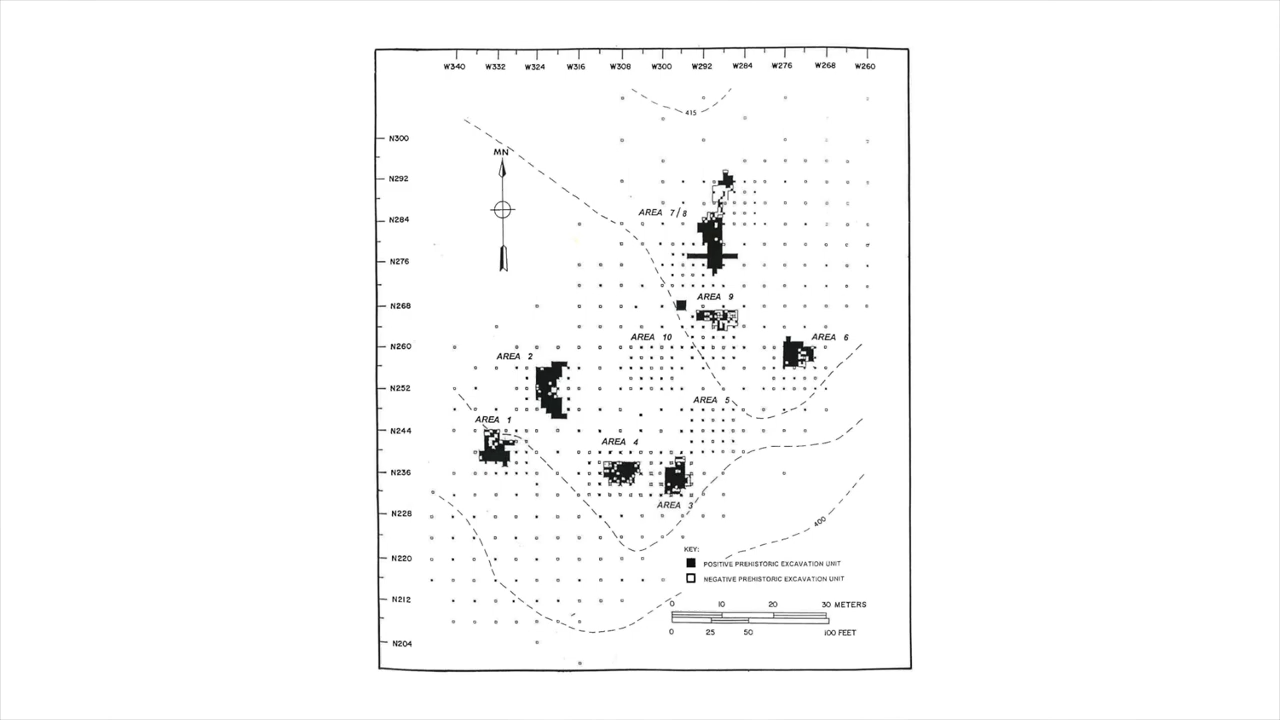 W340 W332 W324 W316 W308 W300 W292 W284 W276 W268 W260
415
N300
MN
N292
AREA 7/8
N284
N276
AREA 9
N268
AREA 10
AREA 6
N260
AREA 2
N252
AREA 5
AREA 1
N244
AREA 4
N236
AREA 3
N228
400
KEY:
N220
POSITIVE PREHISTORIC EXCAVATION UNIT
NEGATIVE PREHISTORIC EXCAVATION UNIT
N212
0 10 20 30 METERS
0 25 50 100 FEET
N204